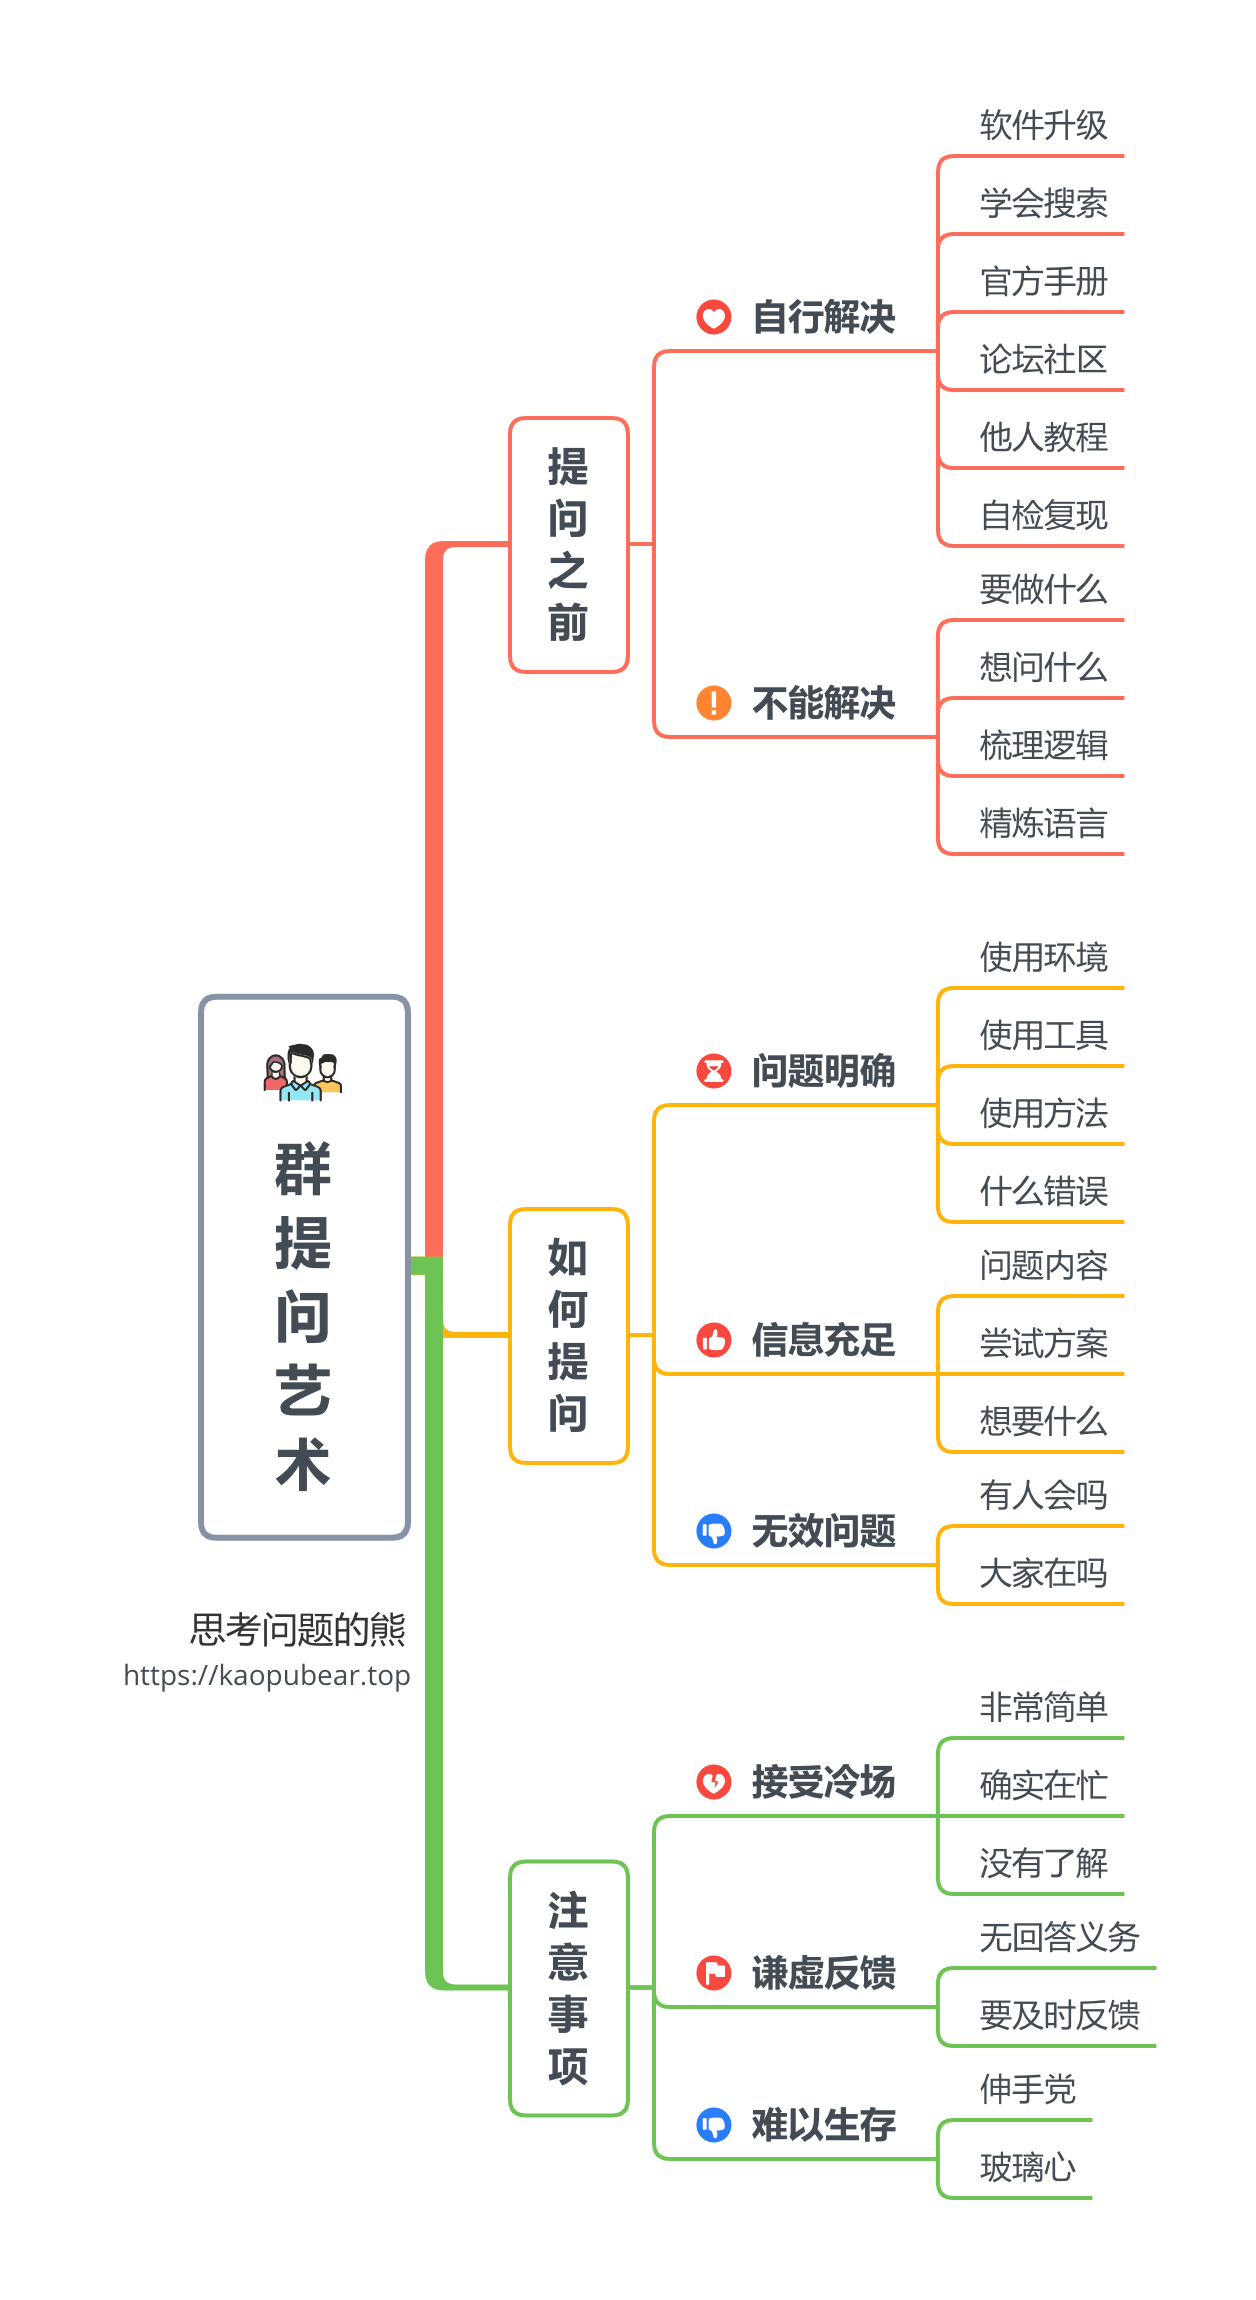 群提问艺术
思考问题的熊
https://kaopubear.top
提问之前
自行解决
软件升级
学会搜索
官方手册
论坛社区
他人教程
自检复现
不能解决
要做什么
想问什么
梳理逻辑
精炼语言
如何提问
问题明确
使用环境
使用工具
使用方法
什么错误
信息充足
问题内容
尝试方案
想要什么
无效问题
有人会吗
大家在吗
注意事项
接受冷场
非常简单
确实在忙
没有了解
谦虚反馈
无回答义务
要及时反馈
难以生存
伸手党
玻璃心